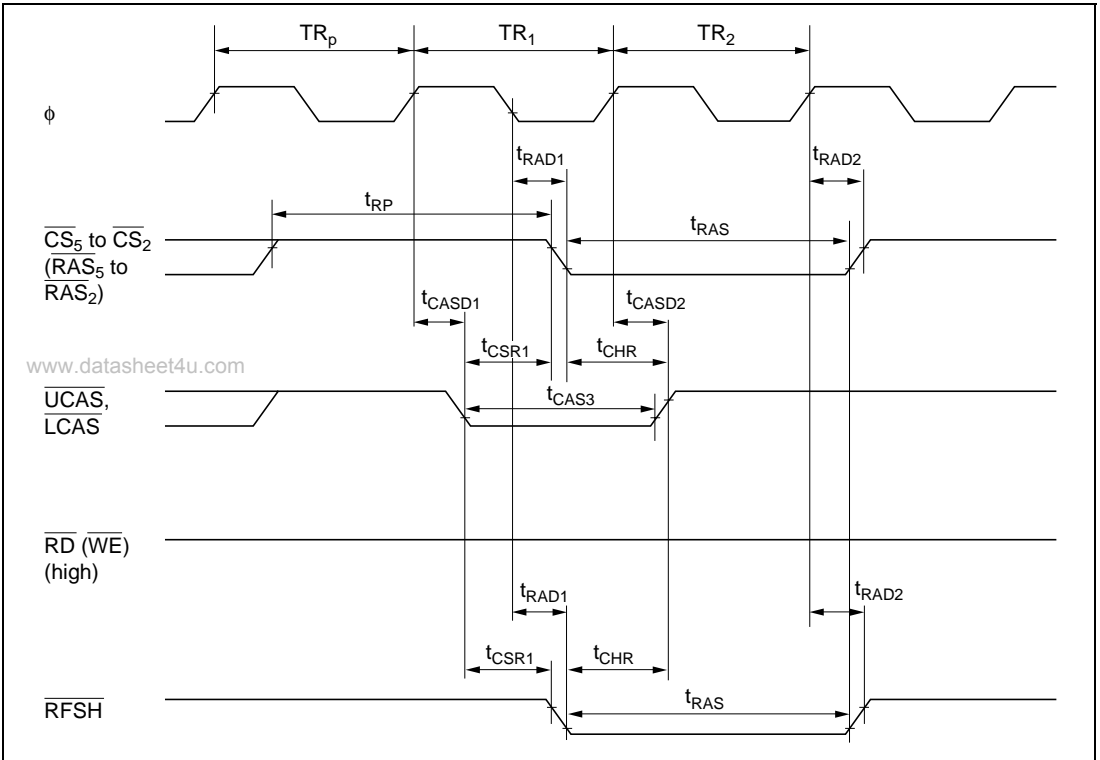 TRp TR1 TR2
φ
tRAD1 tRAD2
tRP
tRAS
CS5 to CS2
(RAS5 to
RAS2)
tCASD1 tCASD2
tCSR1 tCHR
www.datasheet4u.com
UCAS,
LCAS
tCAS3
RD (WE)
(high)
tRAD1 tRAD2
tCSR1 tCHR
tRAS
RFSH